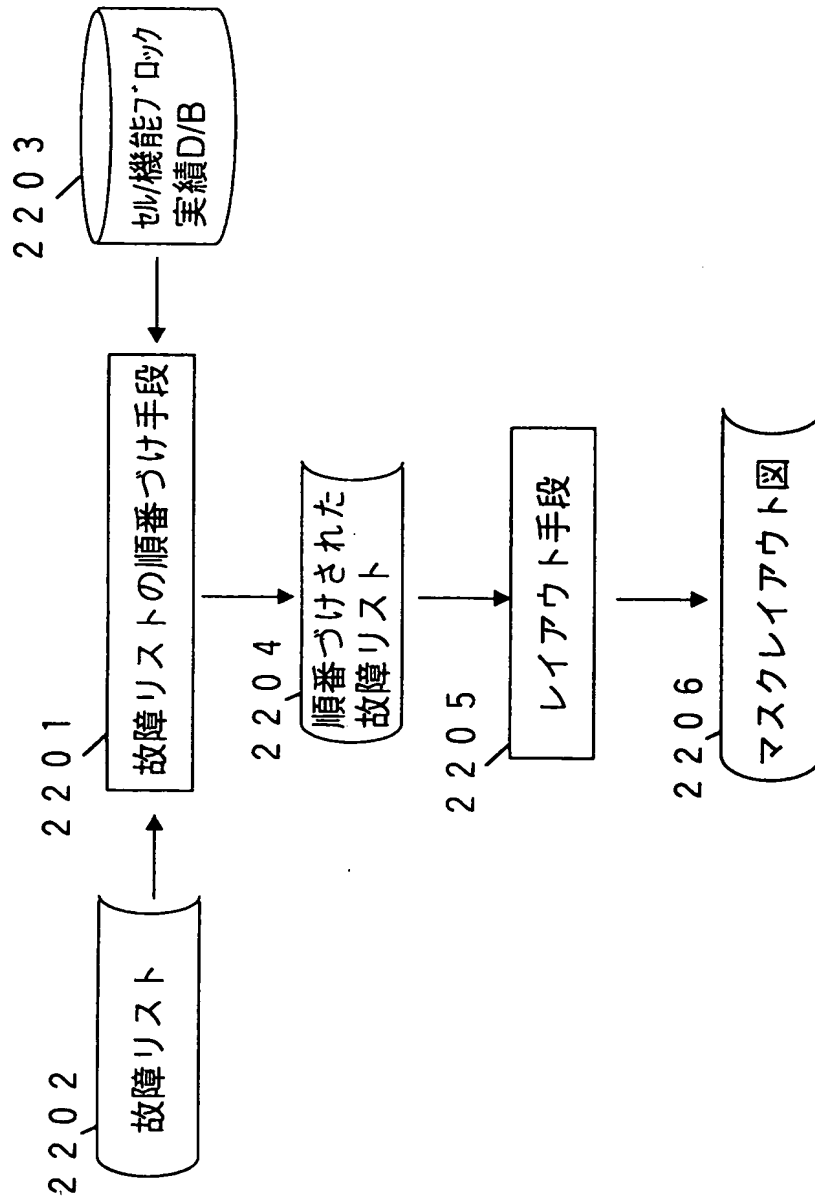 2202
故障リスト
2201
故障リストの順番づけ手段
2203
ｾﾙ/機能ﾌﾞﾛｯｸ
実績D/B
2204
順番づけされた
故障リスト
2205
レイアウト手段
2206
マスクレイアウト図